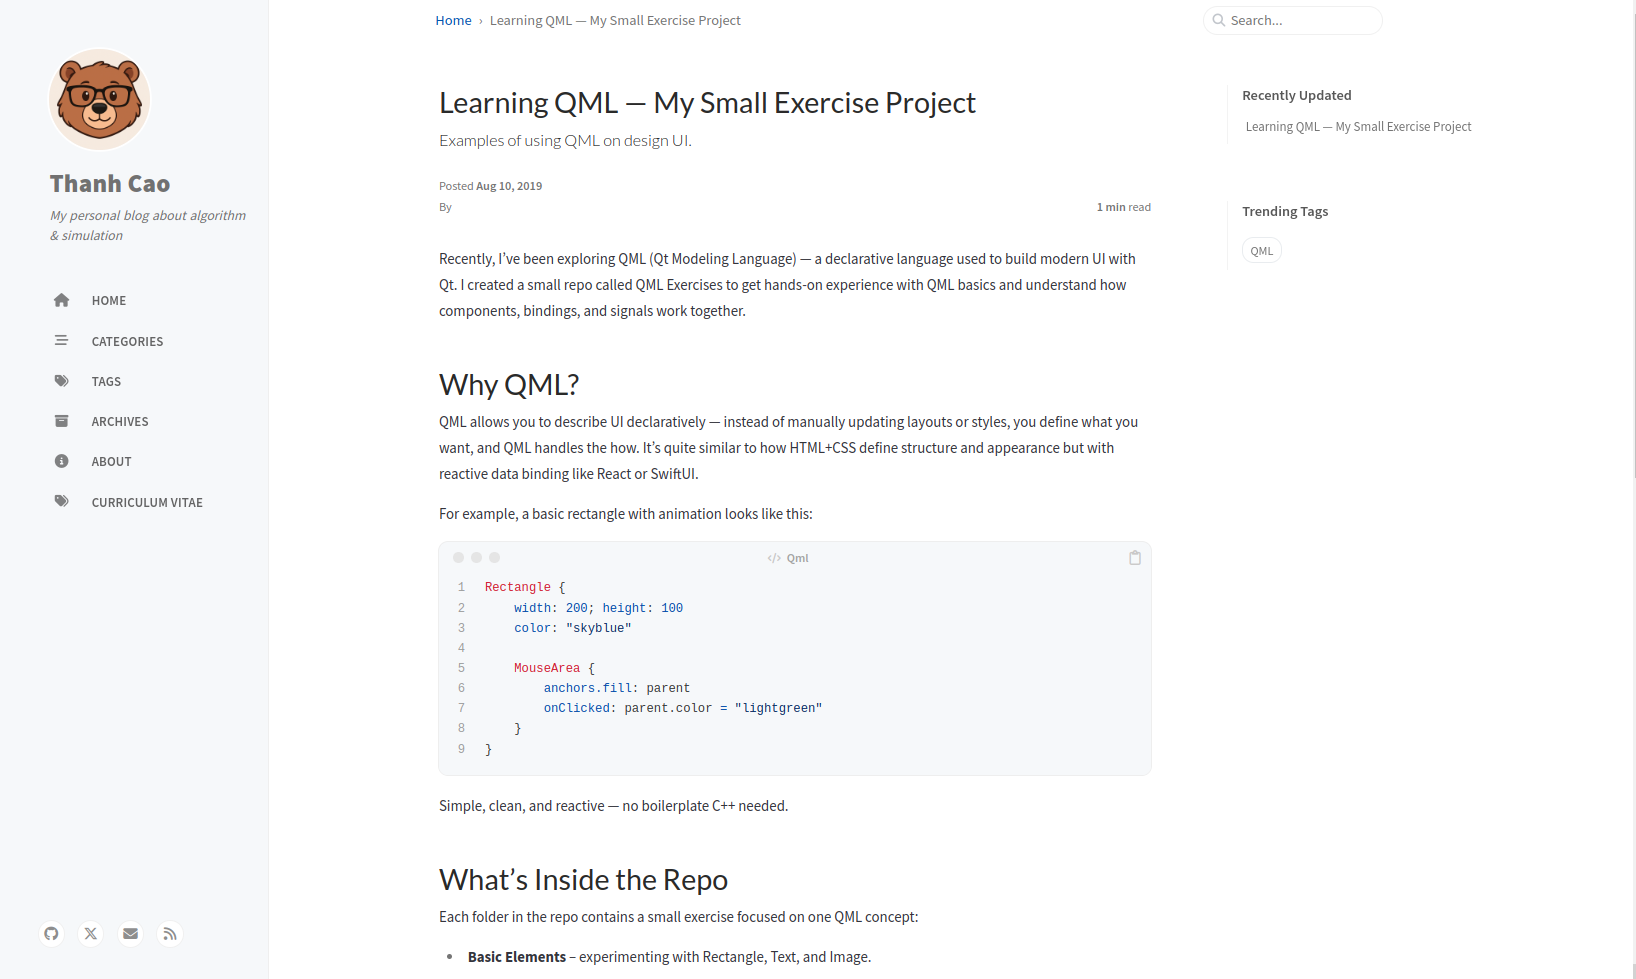 Thanh Cao
My personal blog about algorithm
& simulation
HOME
CATEGORIES
TAGS
ARCHIVES
ABOUT
CURRICULUM VITAE
Home › Learning QML — My Small Exercise Project
Search...
Learning QML — My Small Exercise Project
Examples of using QML on design UI.
Posted Aug 10, 2019
By
1 min read
Recently, I’ve been exploring QML (Qt Modeling Language) — a declarative language used to build modern UI with
Qt. I created a small repo called QML Exercises to get hands-on experience with QML basics and understand how
components, bindings, and signals work together.
Why QML?
QML allows you to describe UI declaratively — instead of manually updating layouts or styles, you define what you
want, and QML handles the how. It’s quite similar to how HTML+CSS define structure and appearance but with
reactive data binding like React or SwiftUI.
For example, a basic rectangle with animation looks like this:
</> Qml
1 Rectangle {
2     width: 200; height: 100
3     color: "skyblue"
4
5     MouseArea {
6         anchors.fill: parent
7         onClicked: parent.color = "lightgreen"
8     }
9 }
Simple, clean, and reactive — no boilerplate C++ needed.
What’s Inside the Repo
Each folder in the repo contains a small exercise focused on one QML concept:
• Basic Elements – experimenting with Rectangle, Text, and Image.
Recently Updated
Learning QML — My Small Exercise Project
Trending Tags
QML